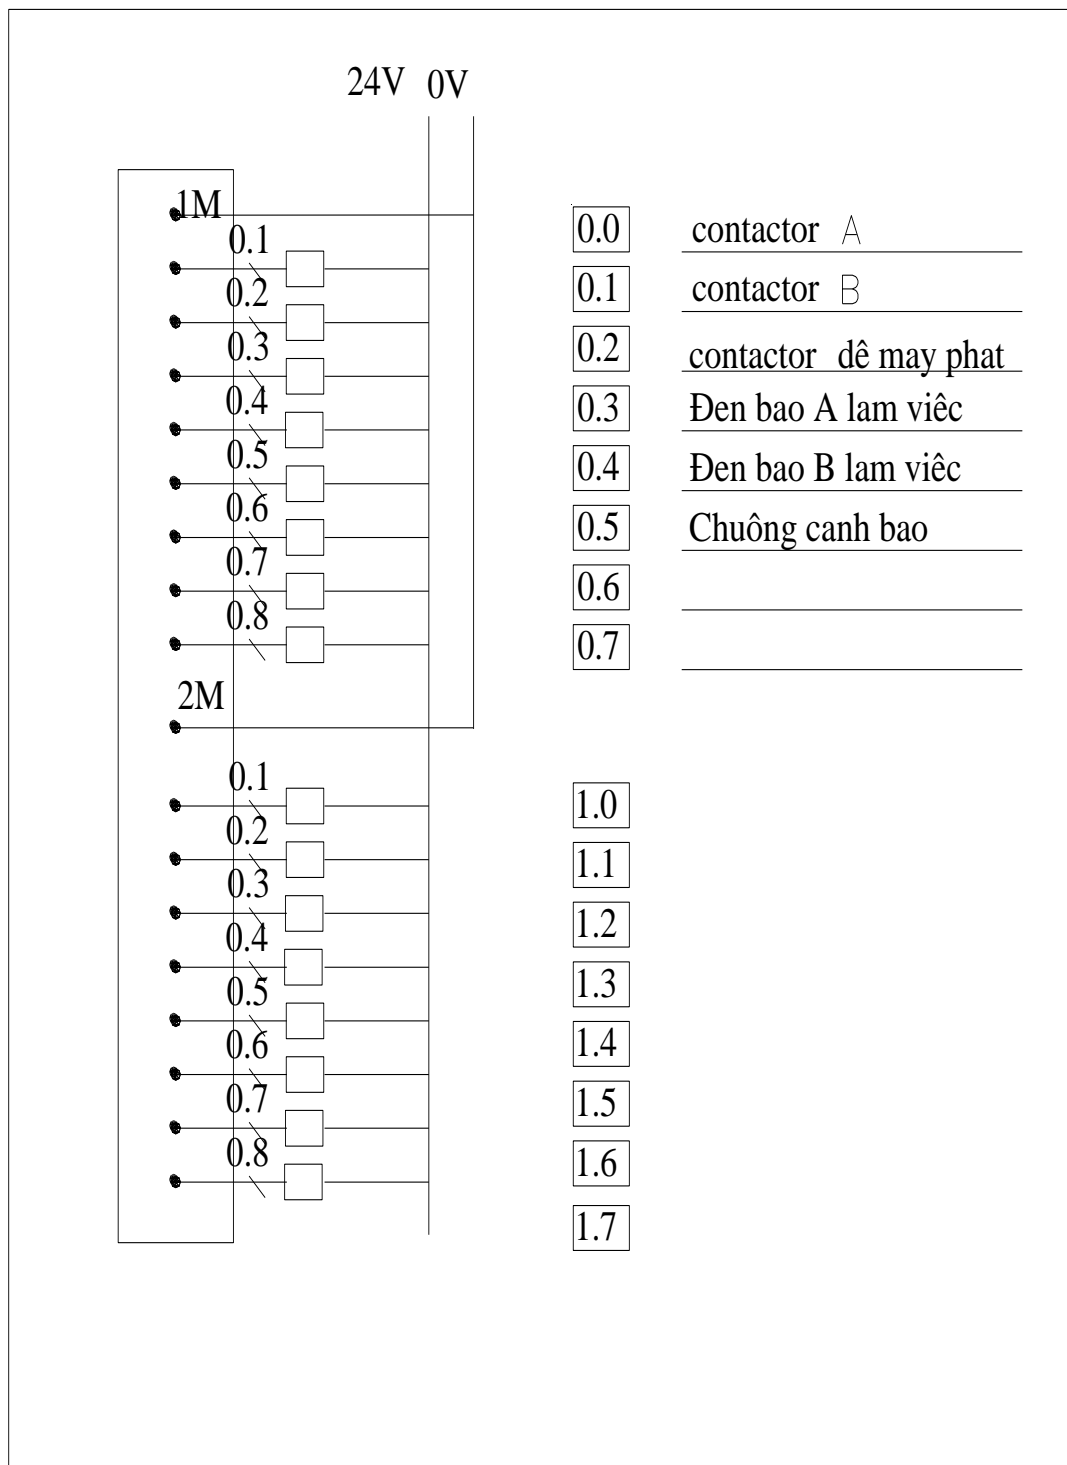 24V 0V
1M
0.1
0.2
0.3
0.4
0.5
0.6
0.7
0.8
2M
0.1
0.2
0.3
0.4
0.5
0.6
0.7
0.8
0.0 contactor A
0.1 contactor B
0.2 contactor dê may phat
0.3 Đen bao A lam viêc
0.4 Đen bao B lam viêc
0.5 Chuông canh bao
0.6
0.7
1.0
1.1
1.2
1.3
1.4
1.5
1.6
1.7